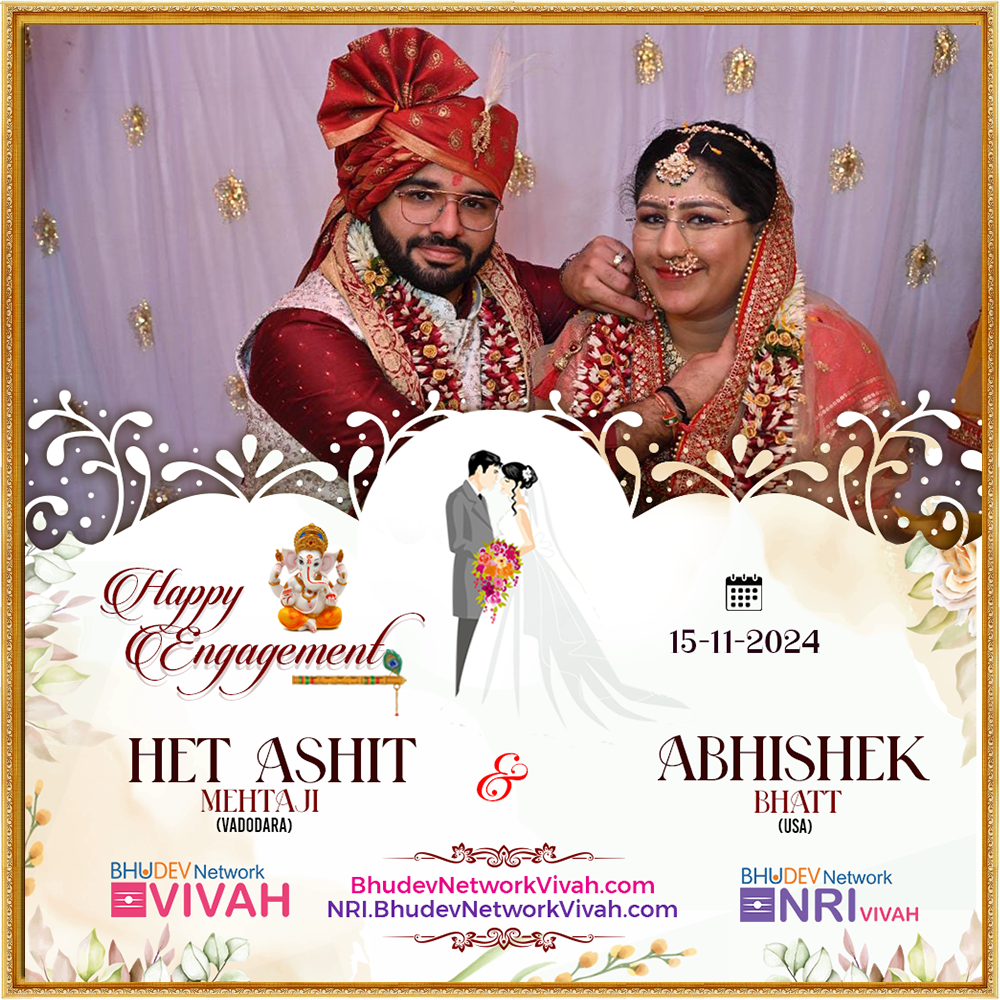 Happy
Engagement
15-11-2024
HET ASHIT
MEHTAJI
(VADODARA)
&
ABHISHEK
BHATT
(USA)
BHUDEV Network
VIVAH
BhudevNetworkVivah.com
NRI.BhudevNetworkVivah.com
BHUDEV Network
NRI VIVAH